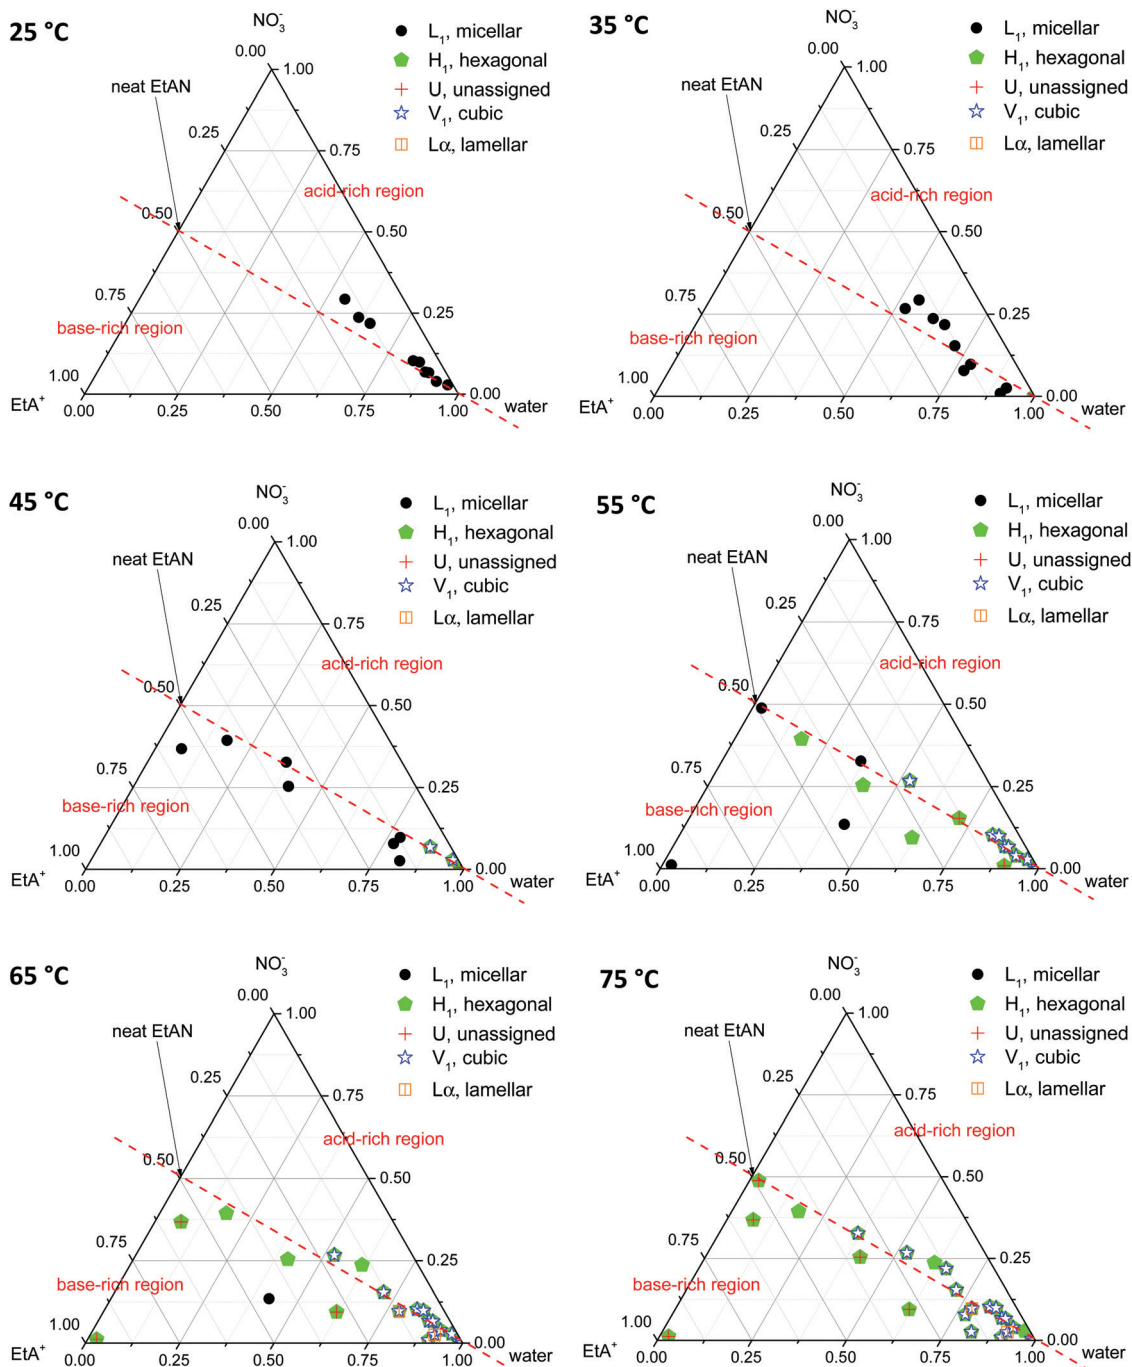 25 °C
NO₃⁻
L₁, micellar
H₁, hexagonal
U, unassigned
V₁, cubic
Lα, lamellar
neat EtAN
0.00
1.00
0.25
0.75
acid-rich region
0.50
0.50
0.75
0.25
base-rich region
1.00
0.00
EtA⁺
0.00
0.25
0.50
0.75
1.00
water
35 °C
NO₃⁻
L₁, micellar
H₁, hexagonal
U, unassigned
V₁, cubic
Lα, lamellar
neat EtAN
0.00
1.00
0.25
0.75
acid-rich region
0.50
0.50
0.75
0.25
base-rich region
1.00
0.00
EtA⁺
0.00
0.25
0.50
0.75
1.00
water
45 °C
NO₃⁻
L₁, micellar
H₁, hexagonal
U, unassigned
V₁, cubic
Lα, lamellar
neat EtAN
0.00
1.00
0.25
0.75
acid-rich region
0.50
0.50
0.75
0.25
base-rich region
1.00
0.00
EtA⁺
0.00
0.25
0.50
0.75
1.00
water
55 °C
NO₃⁻
L₁, micellar
H₁, hexagonal
U, unassigned
V₁, cubic
Lα, lamellar
neat EtAN
0.00
1.00
0.25
0.75
acid-rich region
0.50
0.50
0.75
0.25
base-rich region
1.00
0.00
EtA⁺
0.00
0.25
0.50
0.75
1.00
water
65 °C
NO₃⁻
L₁, micellar
H₁, hexagonal
U, unassigned
V₁, cubic
Lα, lamellar
neat EtAN
0.00
1.00
0.25
0.75
acid-rich region
0.50
0.50
0.75
0.25
base-rich region
1.00
0.00
EtA⁺
0.00
0.25
0.50
0.75
1.00
water
75 °C
NO₃⁻
L₁, micellar
H₁, hexagonal
U, unassigned
V₁, cubic
Lα, lamellar
neat EtAN
0.00
1.00
0.25
0.75
acid-rich region
0.50
0.50
0.75
0.25
base-rich region
1.00
0.00
EtA⁺
0.00
0.25
0.50
0.75
1.00
water